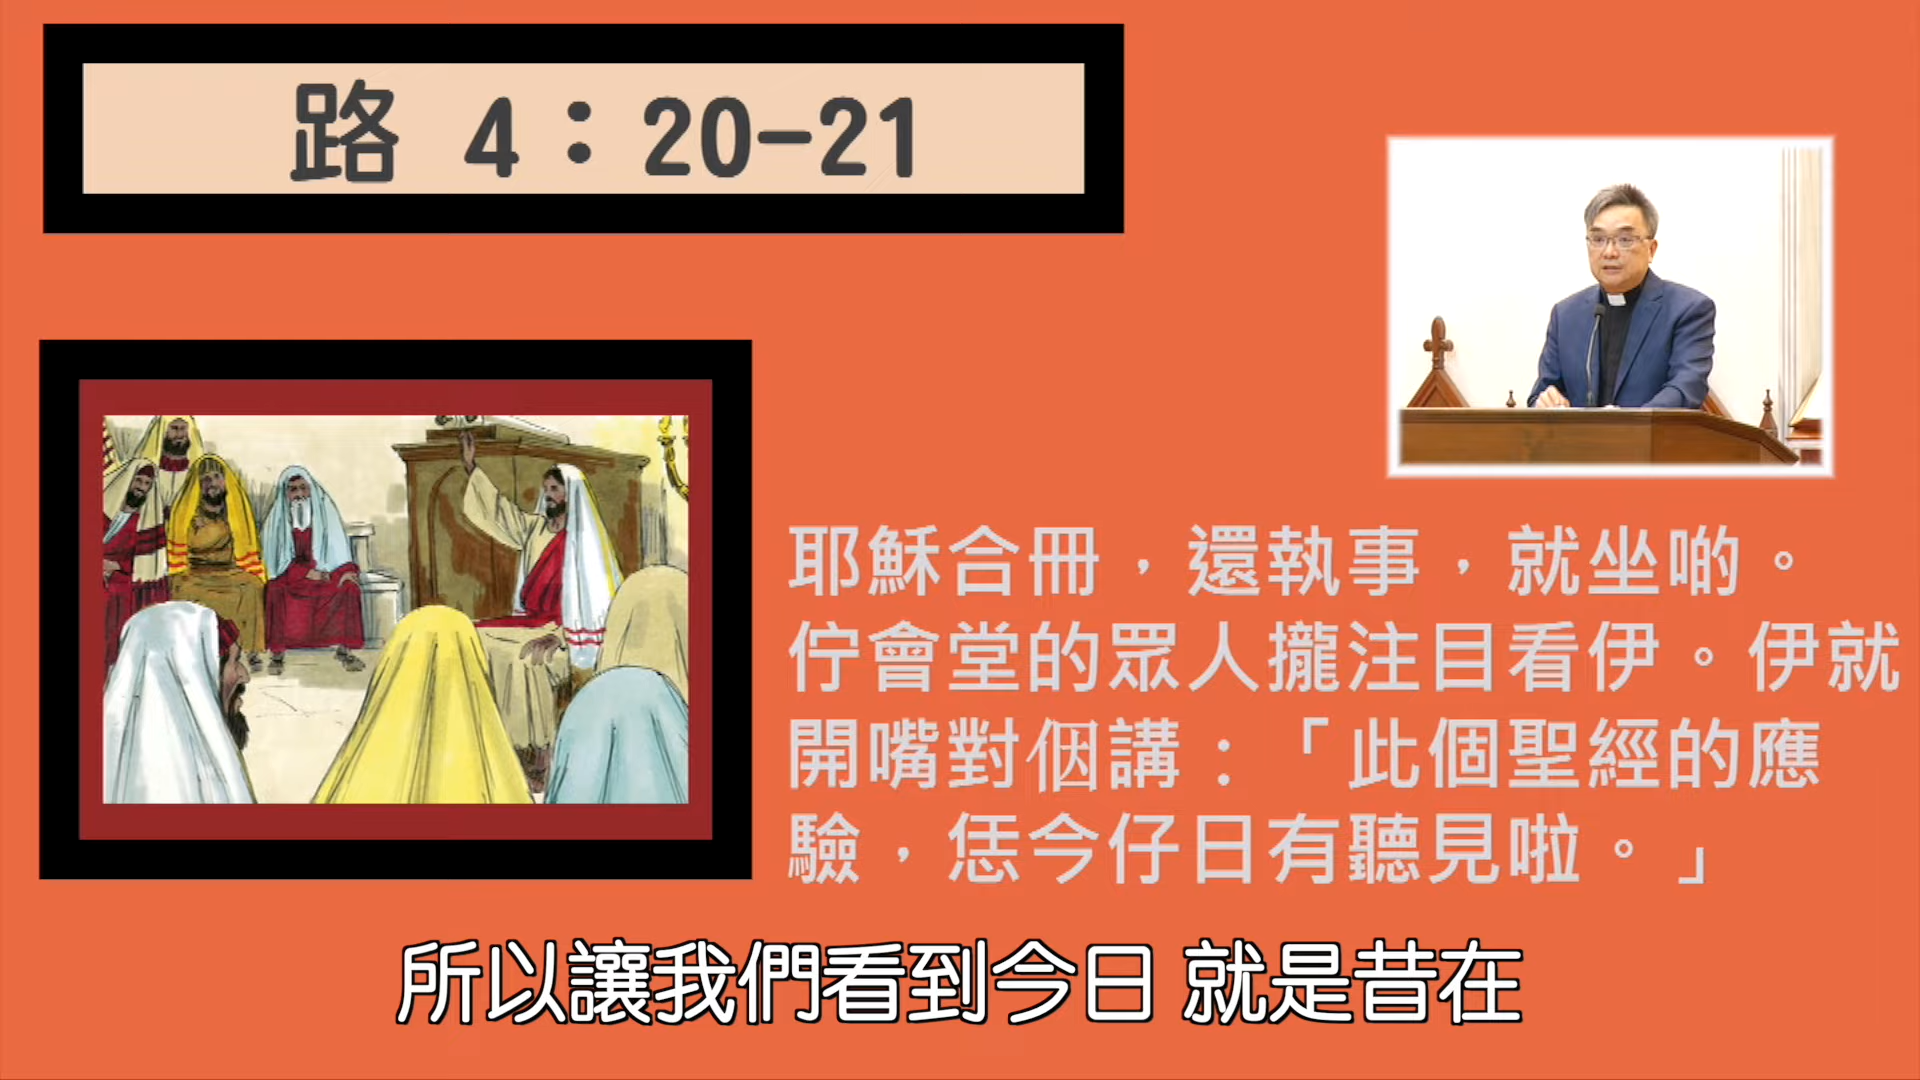 路 4：20-21
耶穌合冊，還執事，就坐啲。
佇會堂的眾人攏注目看伊。伊就
開嘴對𪜶講：「此個聖經的應
驗，恁今仔日有聽見啦。」
所以讓我們看到今日 就是昔在